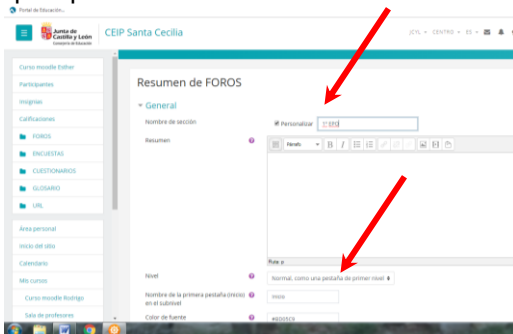 Portal de Educación...
Junta de
Castilla y León
Consejería de Educación
CEIP Santa Cecilia
JCYL CENTRO ES
Curso moodle Esther
Participantes
Insignias
Calificaciones
FOROS
ENCUESTAS
CUESTIONARIOS
GLOSARIO
URL
Área personal
Inicio del sitio
Calendario
Mis cursos
Curso moodle Rodrigo
Sala de profesores
Resumen de FOROS
General
Nombre de sección
Personalizar
Resumen
Párrafo
Ruta: p
Nivel
Normal, como una pestaña de primer nivel
Nombre de la primera pestaña (Inicio)
en el subnivel
Inicio
Color de fuente